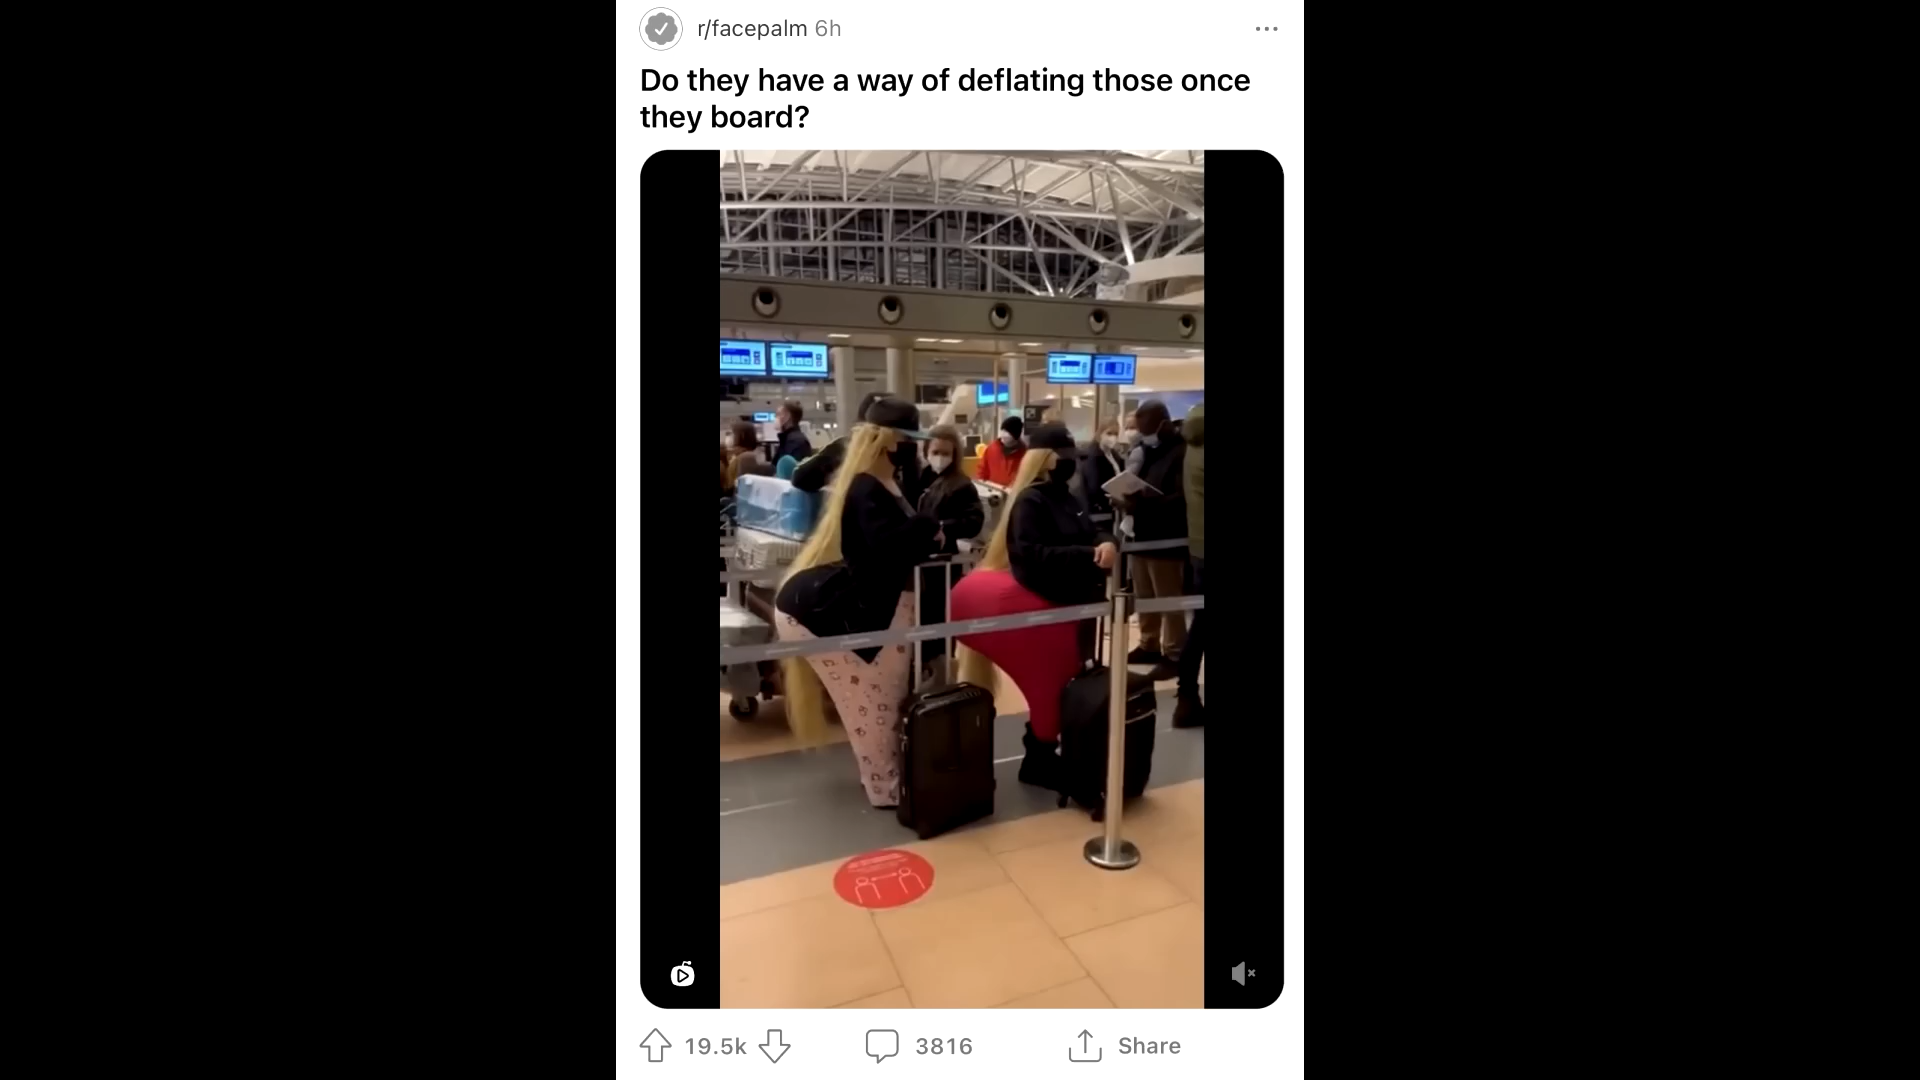 r/facepalm 6h
Do they have a way of deflating those once
they board?
19.5k
3816
Share